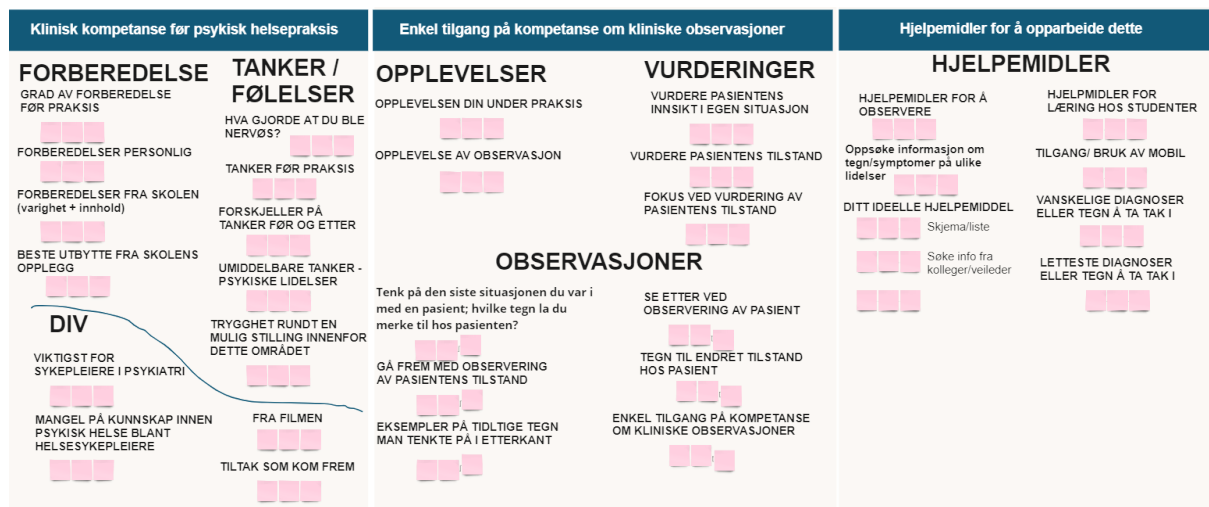 Klinisk kompetanse før psykisk helsepraksis
FORBEREDELSE
GRAD AV FORBEREDELSE
FØR PRAKSIS
FORBEREDELSER PERSONLIG
FORBEREDELSER FRA SKOLEN
(varighet + innhold)
BESTE UTBYTTE FRA SKOLENS
OPPLEGG
DIV
VIKTIGST FOR
SYKEPLEIERE I PSYKIATRI
MANGEL PÅ KUNNSKAP INNEN
PSYKISK HELSE BLANT
HELSESYKEPLEIERE
TANKER /
FØLELSER
HVA GJORDE AT DU BLE
NERVØS?
TANKER FØR PRAKSIS
FORSKJELLER PÅ
TANKER FØR OG ETTER
UMIDDELBARE TANKER -
PSYKISKE LIDELSER
TRYGGHET RUNDT EN
MULIG STILLING INNENFOR
DETTE OMRÅDET
FRA FILMEN
TILTAK SOM KOM FREM
Enkel tilgang på kompetanse om kliniske observasjoner
OPPLEVELSER
OPPLEVELSEN DIN UNDER PRAKSIS
OPPLEVELSE AV OBSERVASJON
VURDERINGER
VURDERE PASIENTENS
INNSIKT I EGEN SITUASJON
VURDERE PASIENTENS TILSTAND
FOKUS VED VURDERING AV
PASIENTENS TILSTAND
OBSERVASJONER
Tenk på den siste situasjonen du var i
med en pasient; hvilke tegn la du
merke til hos pasienten?
GÅ FREM MED OBSERVERING
AV PASIENTENS TILSTAND
EKSEMPLER PÅ TIDLTIGE TEGN
MAN TENKTE PÅ I ETTERKANT
SE ETTER VED
OBSERVERING AV PASIENT
TEGN TIL ENDRET TILSTAND
HOS PASIENT
ENKEL TILGANG PÅ KOMPETANSE
OM KLINISKE OBSERVASJONER
Hjelpemidler for å opparbeide dette
HJELPEMIDLER
HJELPEMIDLER FOR Å
OBSERVERE
Oppsøke informasjon om
tegn/symptomer på ulike
lidelser
DITT IDEELLE HJELPEMIDDEL
Skjema/liste
Søke info fra
kolleger/veileder
HJELPMIDLER FOR
LÆRING HOS STUDENTER
TILGANG/ BRUK AV MOBIL
VANSKELIGE DIAGNOSER
ELLER TEGN Å TA TAK I
LETTESTE DIAGNOSER
ELLER TEGN Å TA TAK I